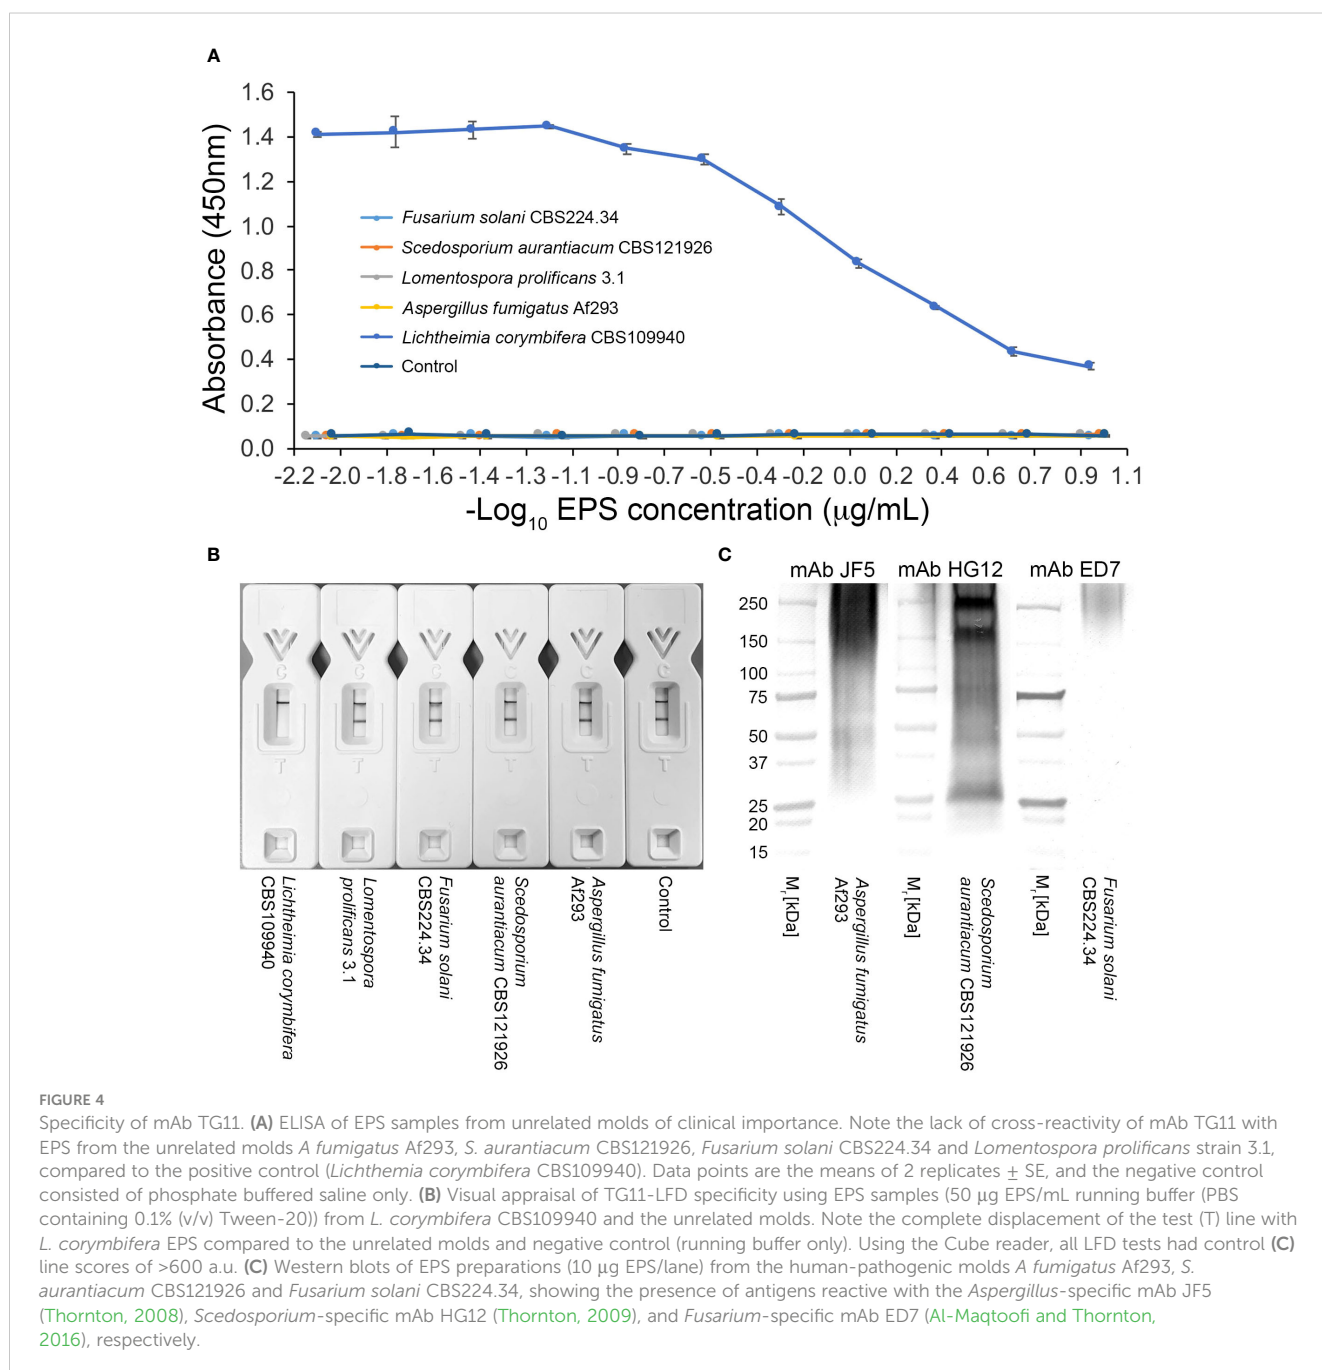 A
1.6
1.4
1.2
1.0
0.8
0.6
0.4
0.2
0.0
Absorbance (450nm)
Fusarium solani CBS224.34
Scedosporium aurantiacum CBS121926
Lomentospora prolificans 3.1
Aspergillus fumigatus Af293
Lichtheimia corymbifera CBS109940
Control
-2.2 -2.0 -1.8 -1.6 -1.4 -1.3 -1.1 -0.9 -0.7 -0.5 -0.4 -0.2 0.0 0.2 0.4 0.6 0.7 0.9 1.1
-Log10 EPS concentration (µg/mL)
B
C C C C C C
T T T T T T
Lichtheimia corymbifera
CBS109940
Lomentospora
prolificans 3.1
Fusarium solani
CBS224.34
Scedosporium
aurantiacum CBS121926
Aspergillus fumigatus
Af293
Control
C
mAb JF5 mAb HG12 mAb ED7
250
150
100
75
50
37
25
20
15
Mr [kDa]
Aspergillus fumigatus
Af293
Mr [kDa]
Scedosporium
aurantiacum CBS121926
Mr [kDa]
Fusarium solani
CBS224.34
FIGURE 4
Specificity of mAb TG11. (A) ELISA of EPS samples from unrelated molds of clinical importance. Note the lack of cross-reactivity of mAb TG11 with
EPS from the unrelated molds A fumigatus Af293, S. aurantiacum CBS121926, Fusarium solani CBS224.34 and Lomentospora prolificans strain 3.1,
compared to the positive control (Lichthemia corymbifera CBS109940). Data points are the means of 2 replicates ± SE, and the negative control
consisted of phosphate buffered saline only. (B) Visual appraisal of TG11-LFD specificity using EPS samples (50 µg EPS/mL running buffer (PBS
containing 0.1% (v/v) Tween-20)) from L. corymbifera CBS109940 and the unrelated molds. Note the complete displacement of the test (T) line with
L. corymbifera EPS compared to the unrelated molds and negative control (running buffer only). Using the Cube reader, all LFD tests had control (C)
line scores of >600 a.u. (C) Western blots of EPS preparations (10 µg EPS/lane) from the human-pathogenic molds A fumigatus Af293, S.
aurantiacum CBS121926 and Fusarium solani CBS224.34, showing the presence of antigens reactive with the Aspergillus-specific mAb JF5
(Thornton, 2008), Scedosporium-specific mAb HG12 (Thornton, 2009), and Fusarium-specific mAb ED7 (Al-Maqtoofi and Thornton,
2016), respectively.